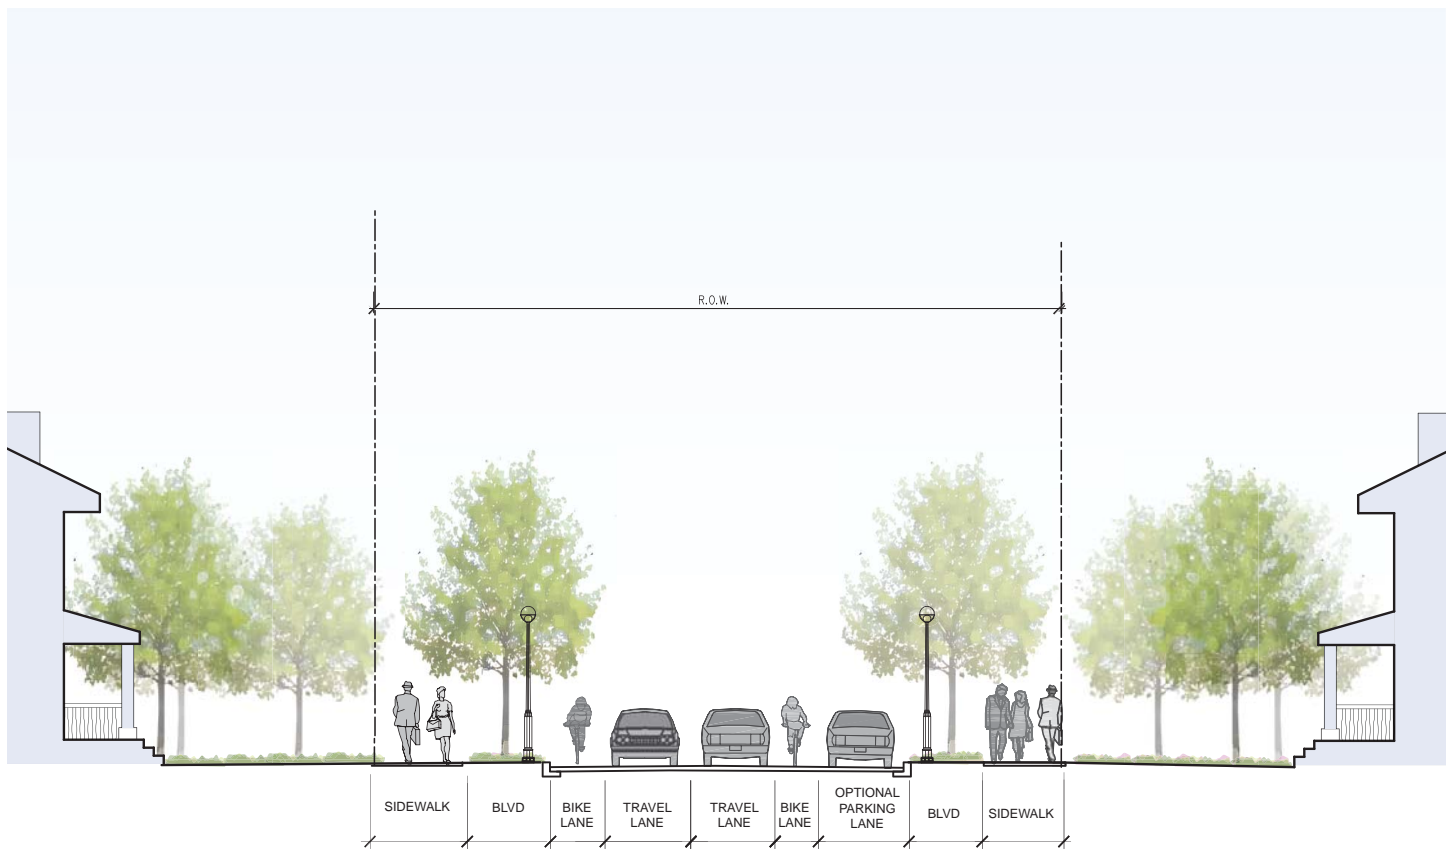 R.O.W.
SIDEWALK
BLVD
BIKE
LANE
TRAVEL
LANE
TRAVEL
LANE
BIKE
LANE
OPTIONAL
PARKING
LANE
BLVD
SIDEWALK